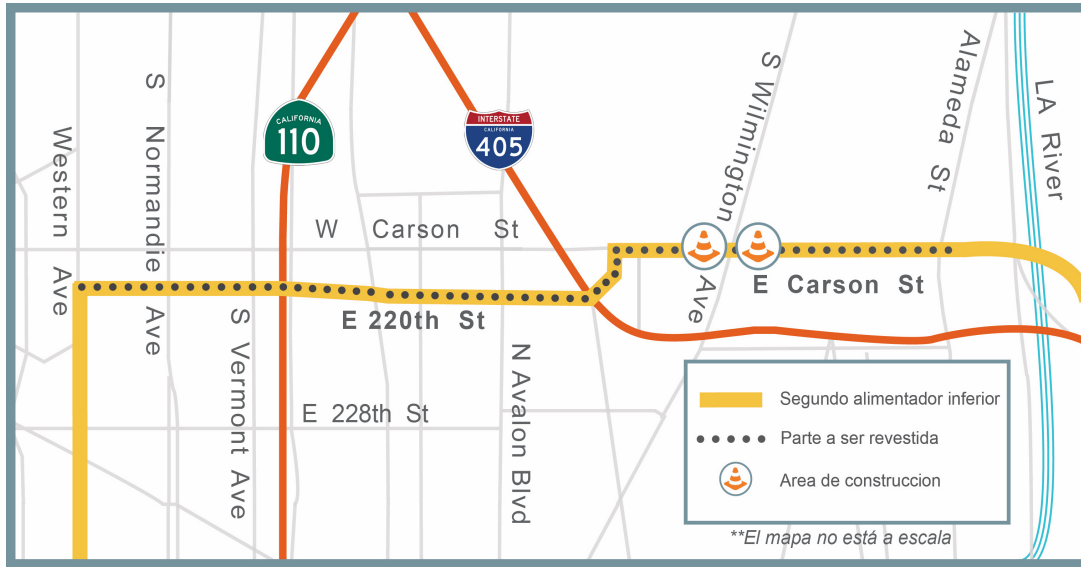 Western Ave
S Normandie Ave
S Vermont Ave
CALIFORNIA
110
INTERSTATE
CALIFORNIA
405
W Carson St
E 220th St
E 228th St
N Avalon Blvd
S Wilmington Ave
E Carson St
Alameda St
LA River
Segundo alimentador inferior
Parte a ser revestida
Area de construccion
**El mapa no está a escala